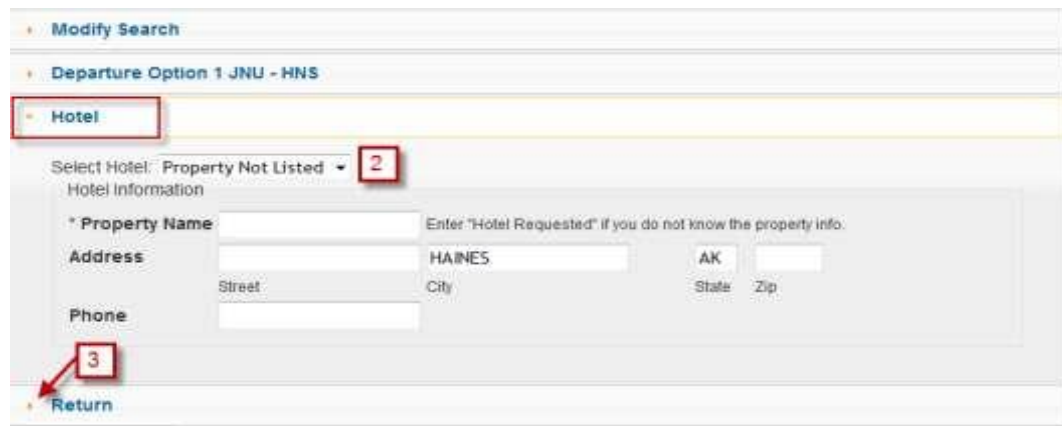 Modify Search
Departure Option 1 JNU - HNS
Hotel
Select Hotel: Property Not Listed 2
Hotel Information
* Property Name Enter "Hotel Requested" if you do not know the property info.
Address HAINES AK
Street City State Zip
Phone
3
Return